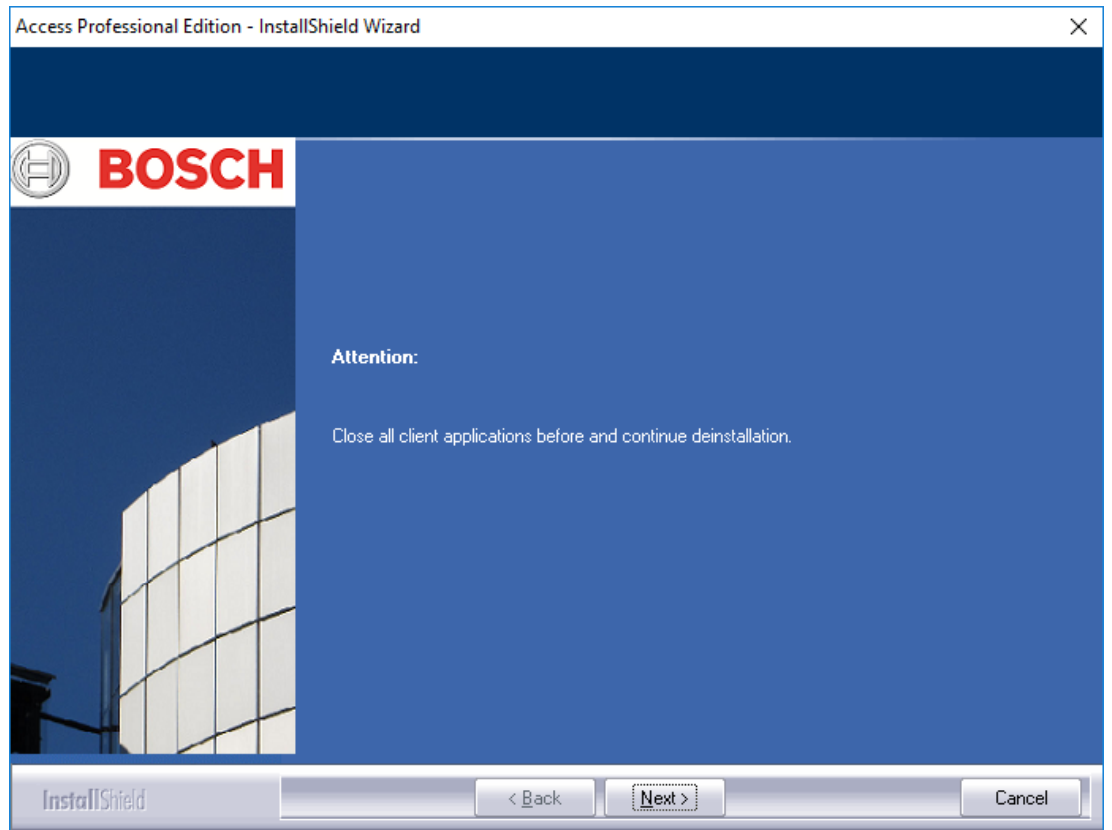 Access Professional Edition - InstallShield Wizard
BOSCH
Attention:
Close all client applications before and continue deinstallation.
InstallShield
< Back
Next >
Cancel